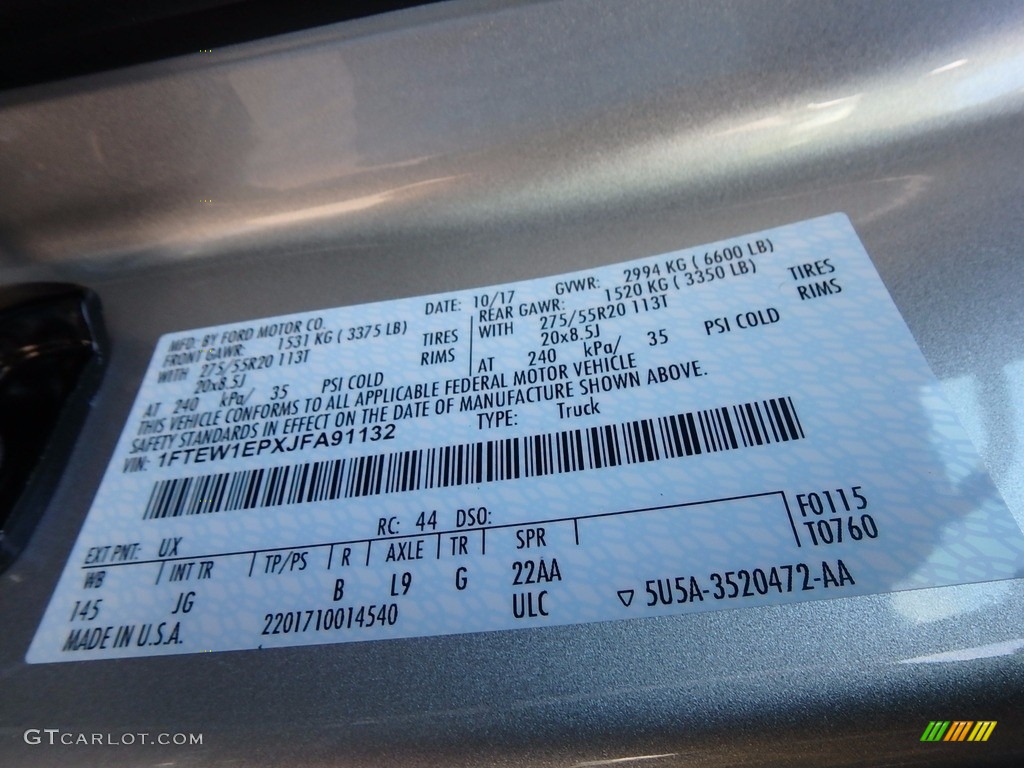 MFD. BY FORD MOTOR CO. DATE: 10/17 GVWR: 2994 KG ( 6600 LB)
FRONT GAWR: 1531 KG ( 3375 LB) REAR GAWR: 1520 KG ( 3350 LB)
WITH 275/55R20 113T TIRES WITH 275/55R20 113T TIRES
20x8.5J RIMS 20x8.5J RIMS
AT 240 kPa/ 35 PSI COLD AT 240 kPa/ 35 PSI COLD
THIS VEHICLE CONFORMS TO ALL APPLICABLE FEDERAL MOTOR VEHICLE
SAFETY STANDARDS IN EFFECT ON THE DATE OF MANUFACTURE SHOWN ABOVE.
VIN: 1FTEW1EPXJFA91132 TYPE: Truck
EXT PNT: UX RC: 44 DSO: F0115
WB INT TR TP/PS R AXLE TR SPR T0760
145 JG B L9 G 22AA
MADE IN U.S.A. 2201710014540 ULC ▽ 5U5A-3520472-AA
GTCARLOT.COM